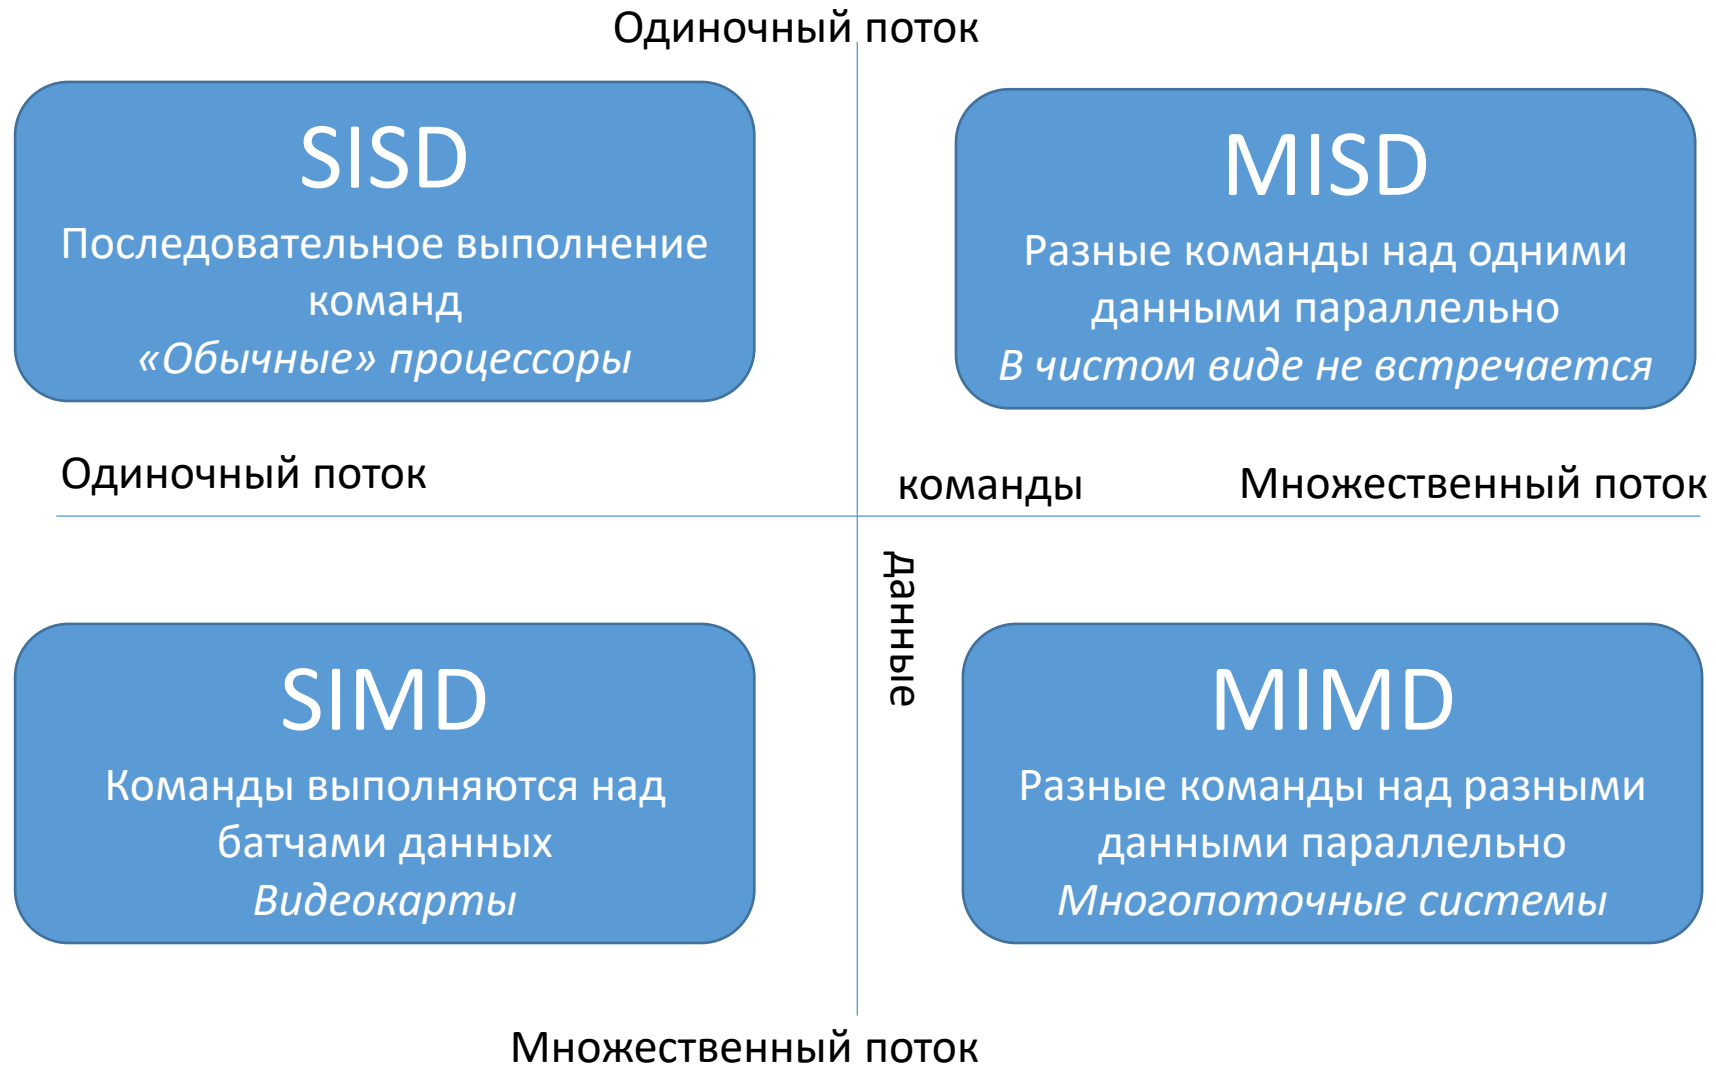 Одиночный поток
SISD
Последовательное выполнение
команд
«Обычные» процессоры
MISD
Разные команды над одними
данными параллельно
В чистом виде не встречается
Одиночный поток
команды
Множественный поток
данные
SIMD
Команды выполняются над
батчами данных
Видеокарты
MIMD
Разные команды над разными
данными параллельно
Многопоточные системы
Множественный поток